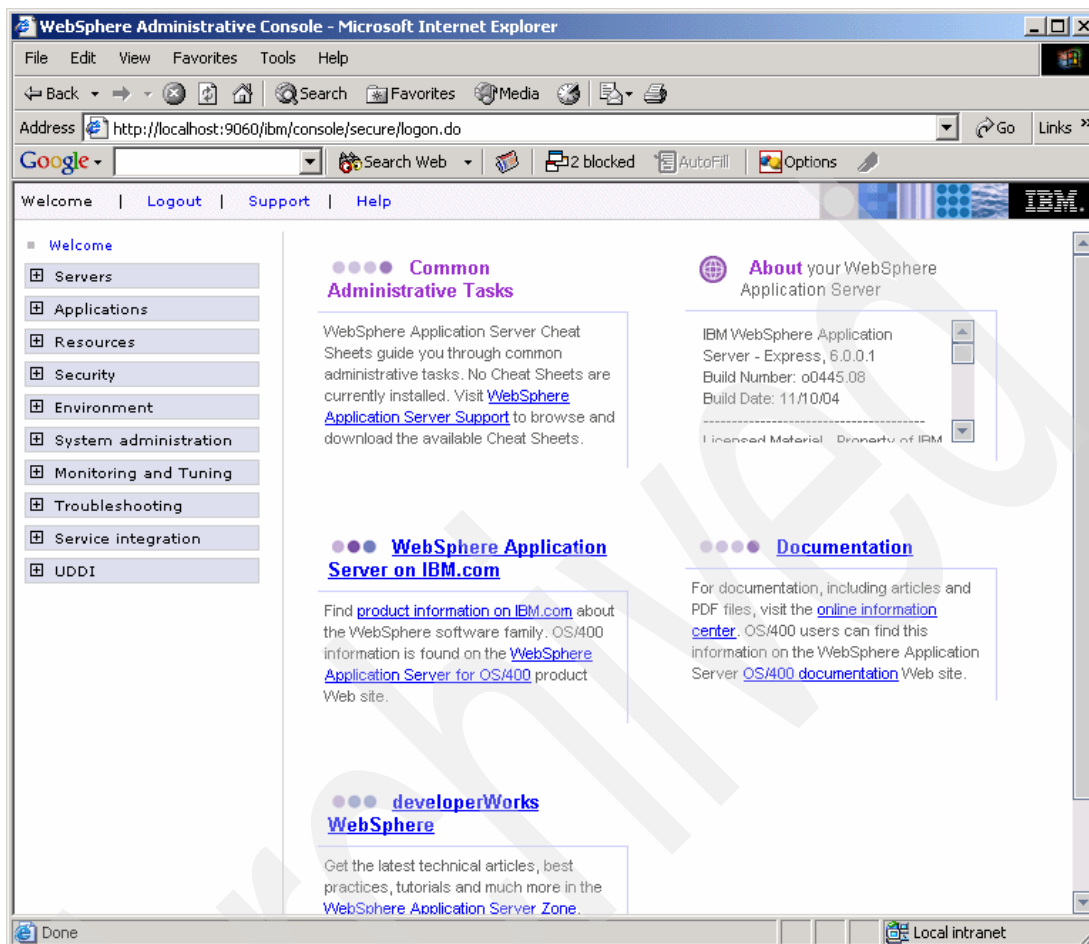 WebSphere Administrative Console - Microsoft Internet Explorer
File Edit View Favorites Tools Help
Back Search Favorites Media
Address http://localhost:9060/ibm/console/secure/logon.do Go Links »
Google Search Web 2 blocked AutoFill Options
Welcome | Logout | Support | Help IBM.
Welcome
Servers
Applications
Resources
Security
Environment
System administration
Monitoring and Tuning
Troubleshooting
Service integration
UDDI
Common
Administrative Tasks
WebSphere Application Server Cheat
Sheets guide you through common
administrative tasks. No Cheat Sheets are
currently installed. Visit WebSphere
Application Server Support to browse and
download the available Cheat Sheets.
About your WebSphere
Application Server
IBM WebSphere Application
Server - Express, 6.0.0.1
Build Number: o0445.08
Build Date: 11/10/04
----------------------------------------
Licensed Material - Property of IBM
WebSphere Application
Server on IBM.com
Find product information on IBM.com about
the WebSphere software family. OS/400
information is found on the WebSphere
Application Server for OS/400 product
Web site.
Documentation
For documentation, including articles and
PDF files, visit the online information
center. OS/400 users can find this
information on the WebSphere Application
Server OS/400 documentation Web site.
developerWorks
WebSphere
Get the latest technical articles, best
practices, tutorials and much more in the
WebSphere Application Server Zone.
Done Local intranet